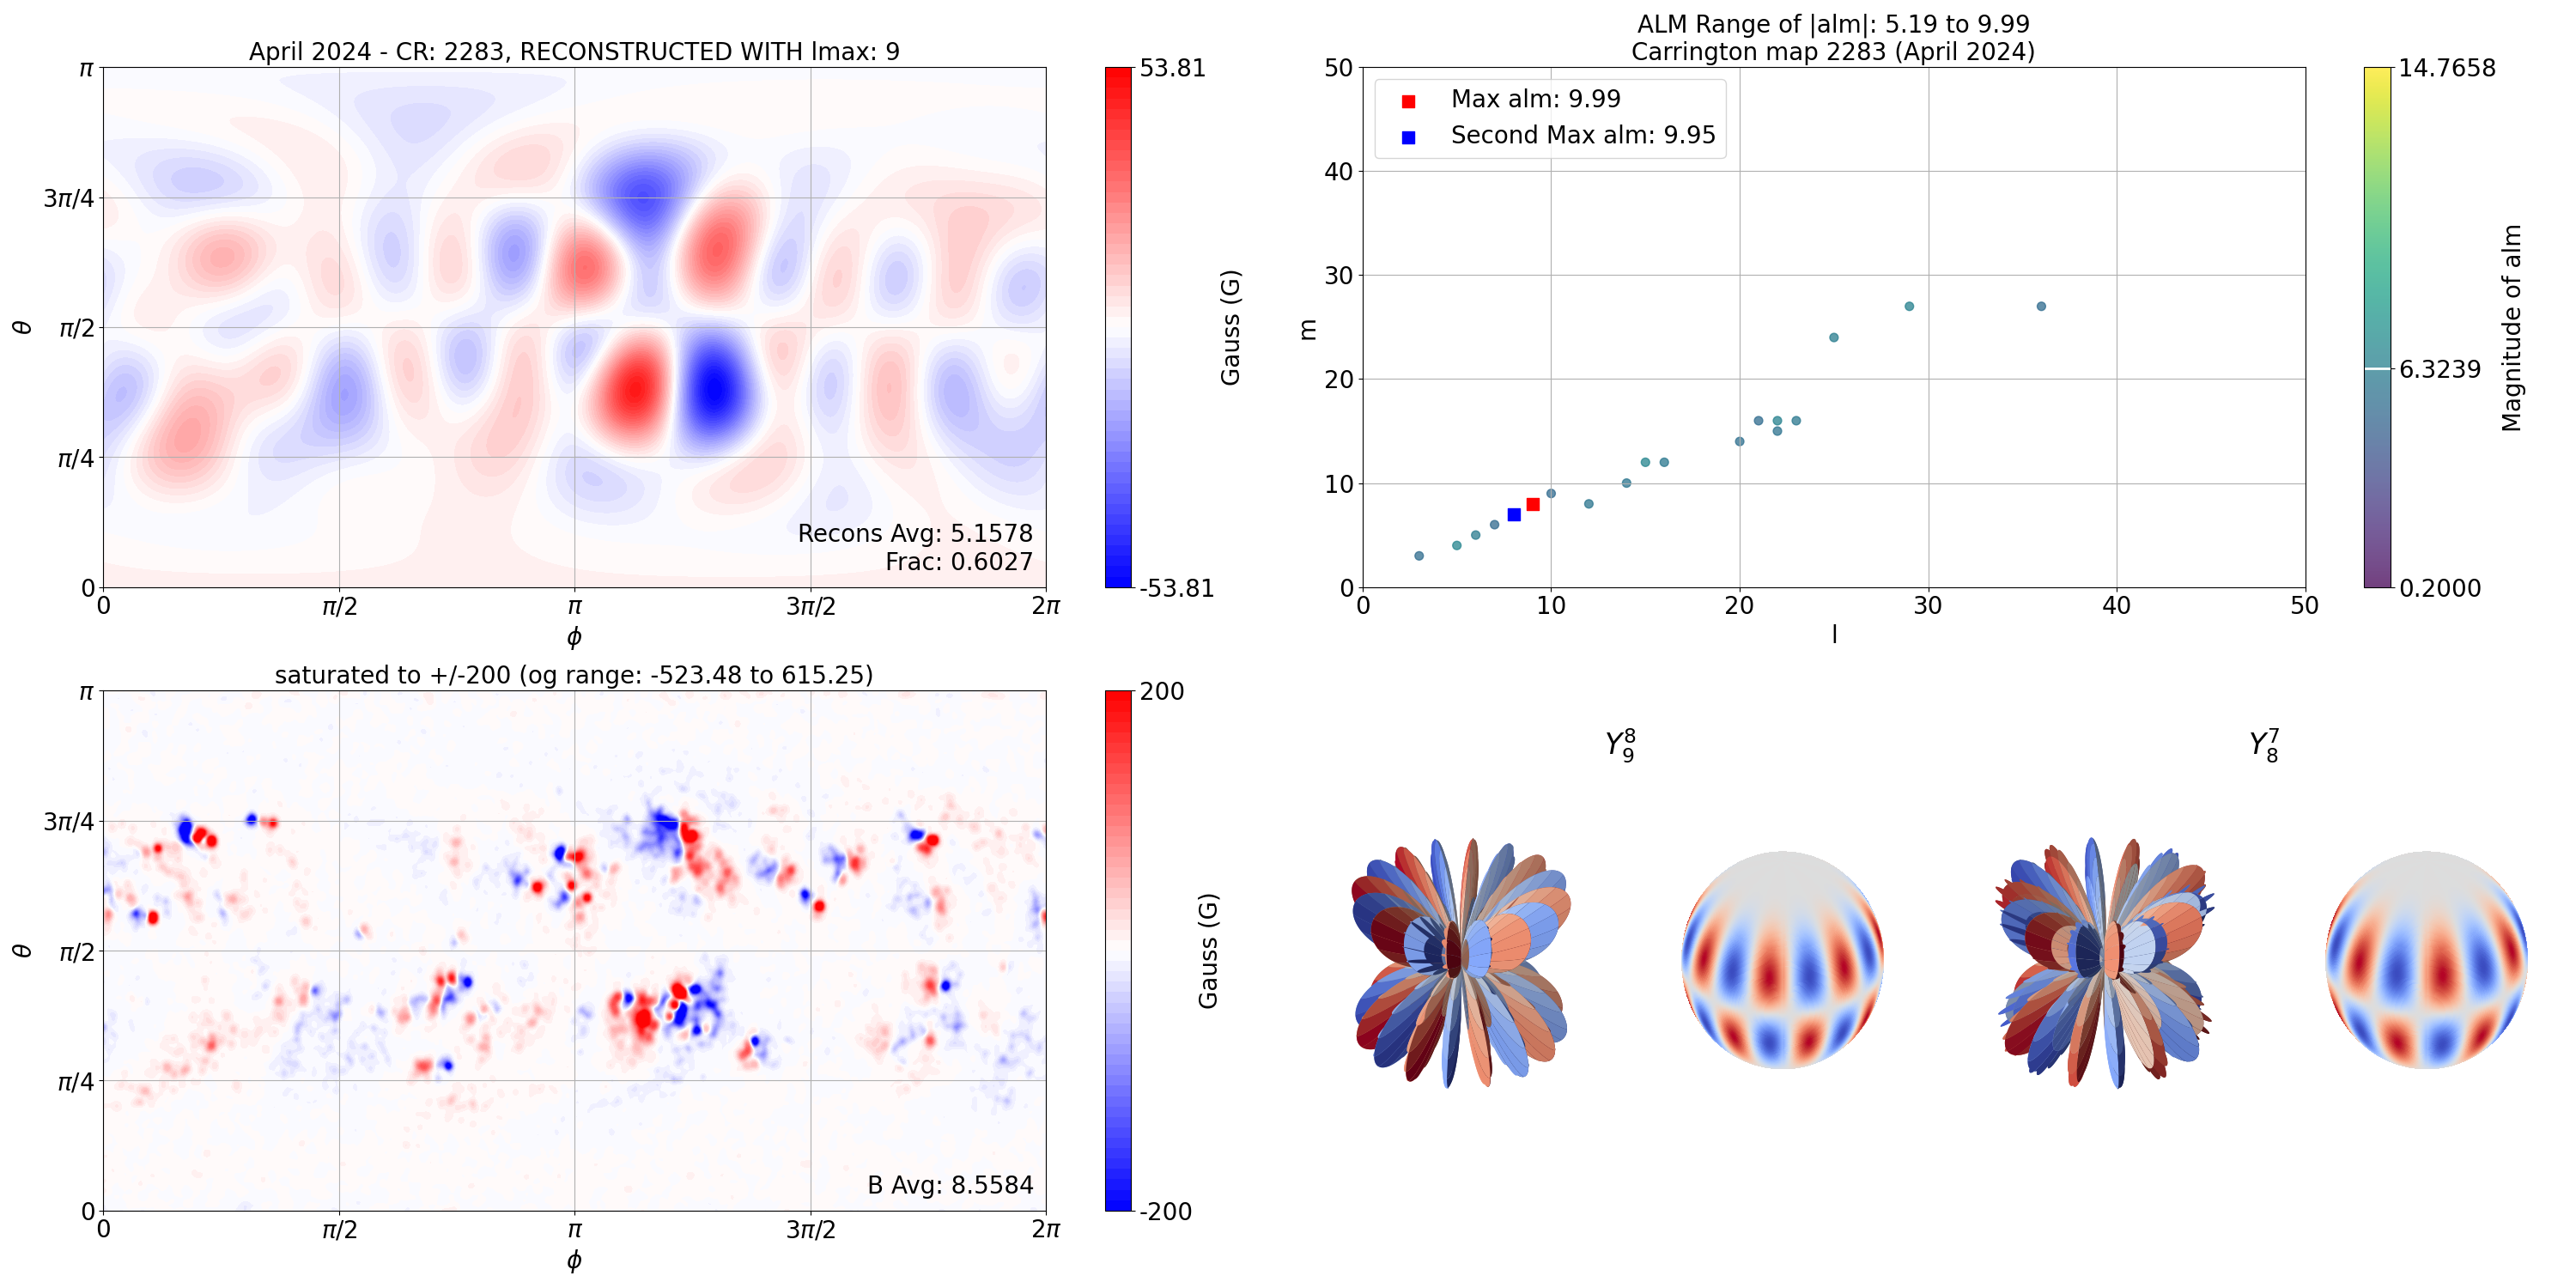 April 2024 - CR: 2283, RECONSTRUCTED WITH lmax: 9
π
3π/4
π/2
π/4
0
θ
0
π/2
π
3π/2
2π
ϕ
Recons Avg: 5.1578
Frac: 0.6027
53.81
-53.81
Gauss (G)
ALM Range of |alm|: 5.19 to 9.99
Carrington map 2283 (April 2024)
Max alm: 9.99
Second Max alm: 9.95
50
40
30
20
10
0
m
0
10
20
30
40
50
l
14.7658
6.3239
0.2000
Magnitude of alm
saturated to +/-200 (og range: -523.48 to 615.25)
π
3π/4
π/2
π/4
0
θ
0
π/2
π
3π/2
2π
ϕ
B Avg: 8.5584
200
-200
Gauss (G)
Y_9^8
Y_8^7